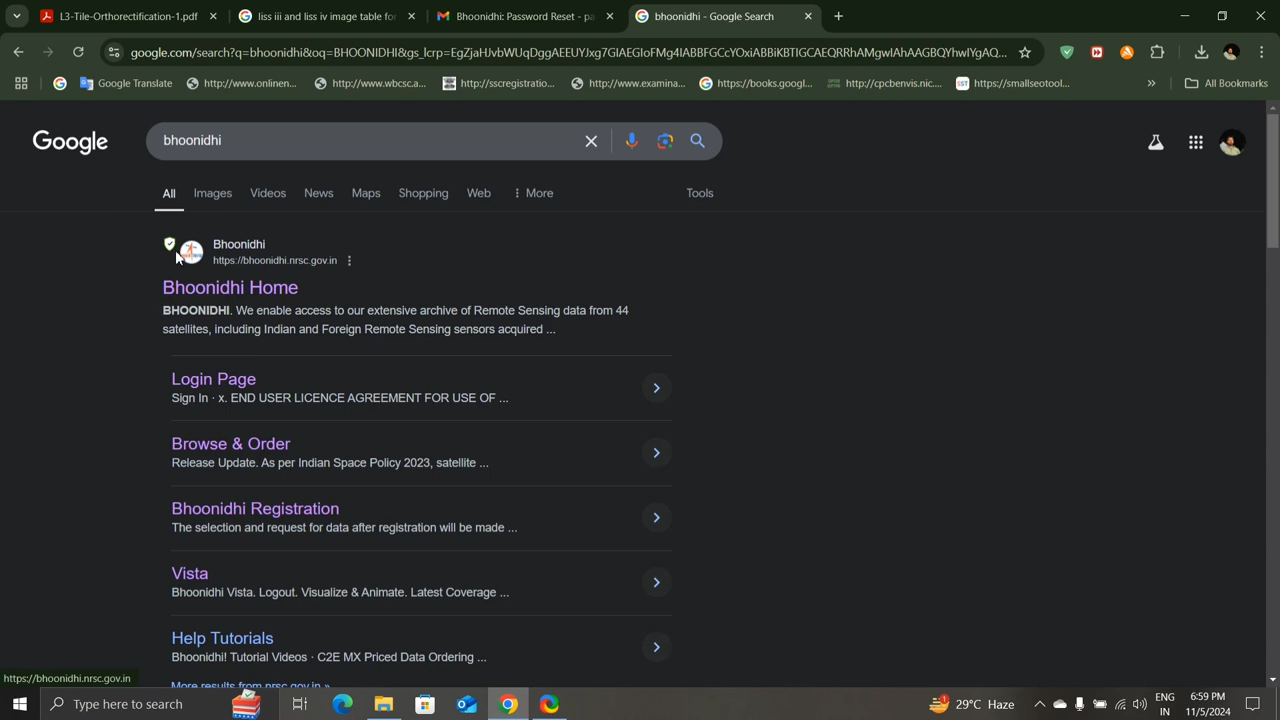 L3-Tile-Orthorectification-1.pdf
liss iii and liss iv image table for
Bhoonidhi: Password Reset - pa
bhoonidhi - Google Search
google.com/search?q=bhoonidhi&oq=BHOONIDHI&gs_lcrp=EgZjaHJvbWUqDggAEEUYJxg7GIAEGIoFMg4IABBFGCcYOxiABBiKBTIGCAEQRRhAMgwIAhAAGBQYhwIYgAQ...
Google Translate
http://www.onlinen...
http://www.wbcsc.a...
http://sscregistratio...
http://www.examina...
https://books.googl...
http://cpcbenvis.nic...
https://smallseotool...
All Bookmarks
Google
bhoonidhi
All Images Videos News Maps Shopping Web More Tools
Bhoonidhi
https://bhoonidhi.nrsc.gov.in
Bhoonidhi Home
BHOONIDHI. We enable access to our extensive archive of Remote Sensing data from 44
satellites, including Indian and Foreign Remote Sensing sensors acquired ...
Login Page
Sign In · x. END USER LICENCE AGREEMENT FOR USE OF ...
Browse & Order
Release Update. As per Indian Space Policy 2023, satellite ...
Bhoonidhi Registration
The selection and request for data after registration will be made ...
Vista
Bhoonidhi Vista. Logout. Visualize & Animate. Latest Coverage ...
Help Tutorials
Bhoonidhi! Tutorial Videos · C2E MX Priced Data Ordering ...
More results from nrsc.gov.in »
https://bhoonidhi.nrsc.gov.in
Type here to search
29°C Haze
ENG
IN
6:59 PM
11/5/2024